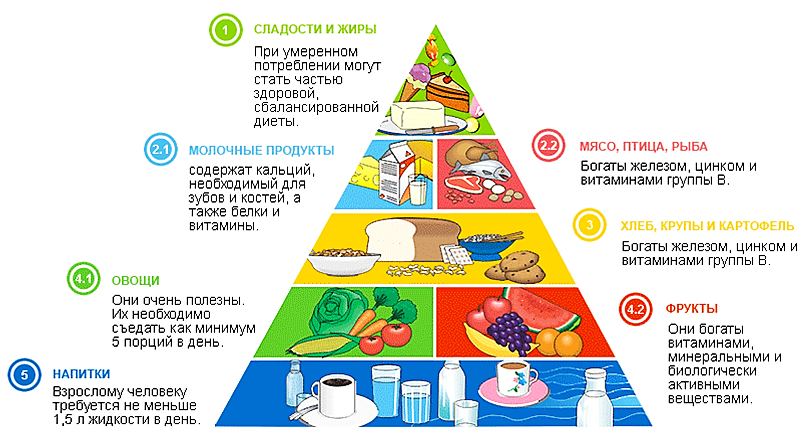 1
СЛАДОСТИ И ЖИРЫ
При умеренном
потреблении могут
стать частью
здоровой,
сбалансированной
диеты.
2.1
МОЛОЧНЫЕ ПРОДУКТЫ
содержат кальций,
необходимый для
зубов и костей, а
также белки и
витамины.
2.2
МЯСО, ПТИЦА, РЫБА
Богаты железом, цинком и
витаминами группы В.
3
ХЛЕБ, КРУПЫ И КАРТОФЕЛЬ
Богаты железом, цинком и
витаминами группы В.
4.1
ОВОЩИ
Они очень полезны.
Их необходимо
съедать как минимум
5 порций в день.
4.2
ФРУКТЫ
Они богаты
витаминами,
минеральными и
биологически
активными
веществами.
5
НАПИТКИ
Взрослому человеку
требуется не меньше
1,5 л жидкости в день.